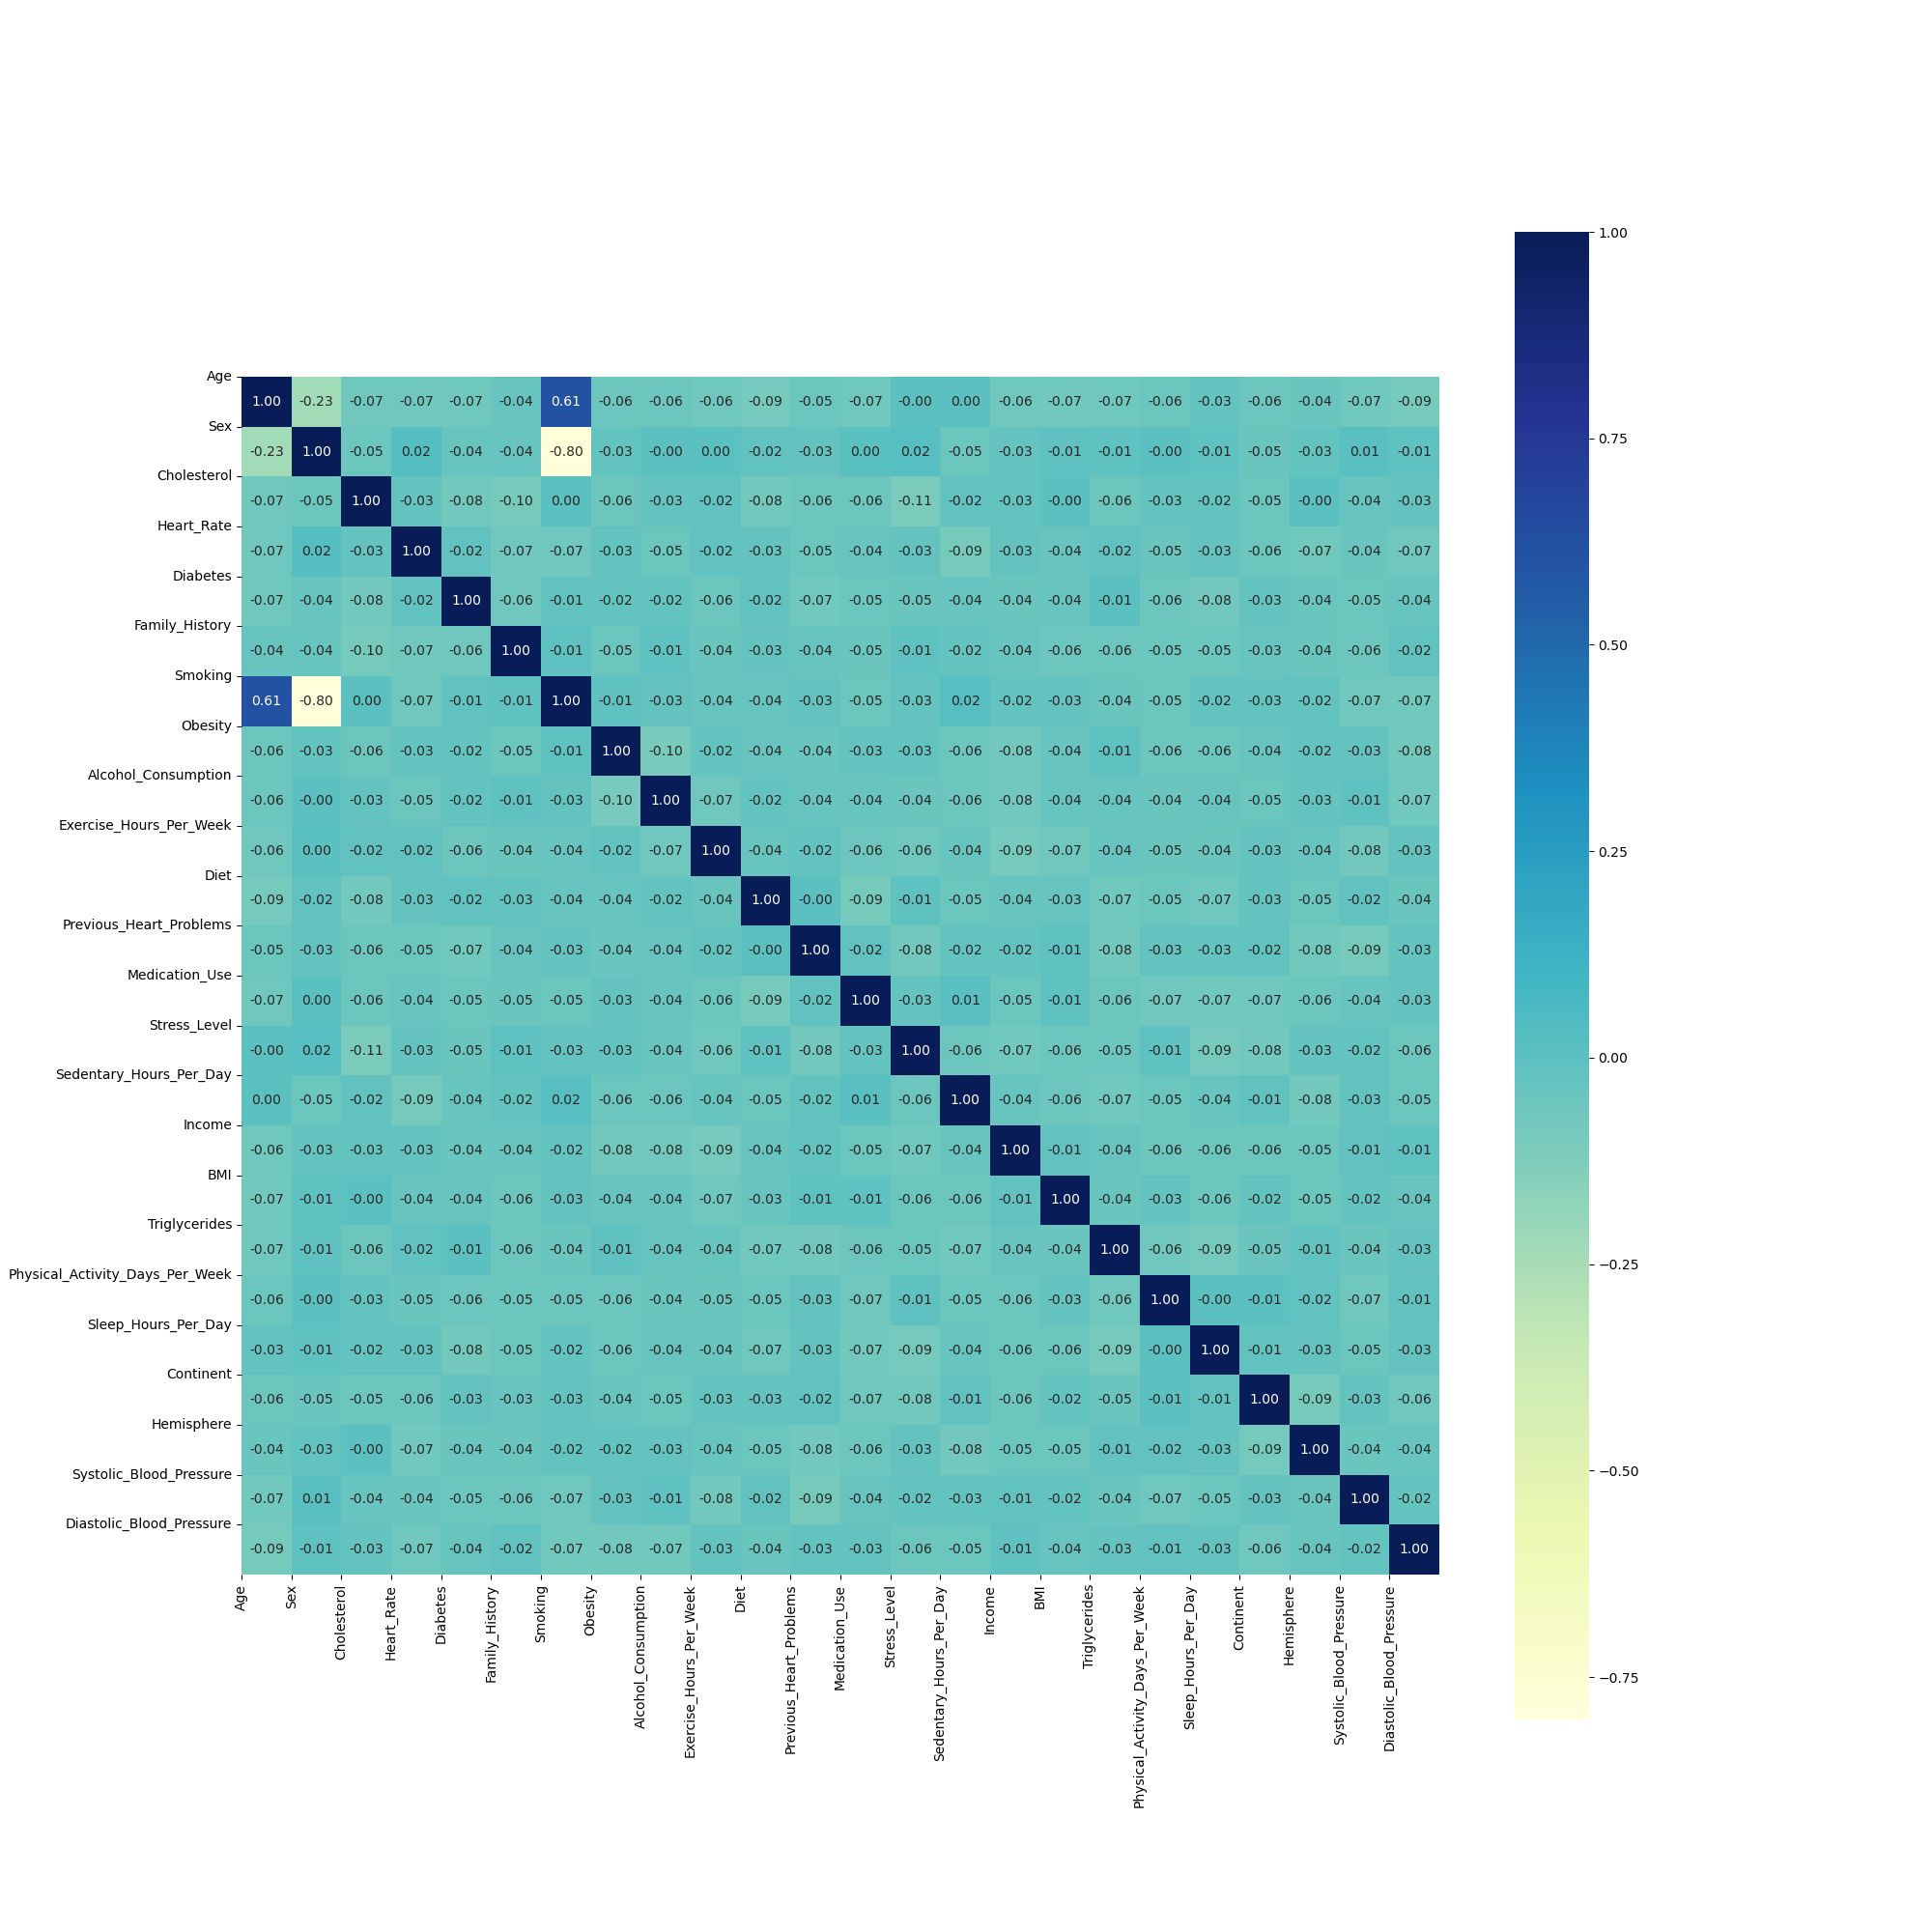 1.00
Age
1.00 -0.23 -0.07 -0.07 -0.07 -0.04 0.61 -0.06 -0.06 -0.06 -0.09 -0.05 -0.07 -0.00 0.00 -0.06 -0.07 -0.07 -0.06 -0.03 -0.06 -0.04 -0.07 -0.09
Sex
0.75
-0.23 1.00 -0.05 0.02 -0.04 -0.04 -0.80 -0.03 -0.00 0.00 -0.02 -0.03 0.00 0.02 -0.05 -0.03 -0.01 -0.01 -0.00 -0.01 -0.05 -0.03 0.01 -0.01
Cholesterol
-0.07 -0.05 1.00 -0.03 -0.08 -0.10 0.00 -0.06 -0.03 -0.02 -0.08 -0.06 -0.06 -0.11 -0.02 -0.03 -0.00 -0.06 -0.03 -0.02 -0.05 -0.00 -0.04 -0.03
Heart_Rate
-0.07 0.02 -0.03 1.00 -0.02 -0.07 -0.07 -0.03 -0.05 -0.02 -0.03 -0.05 -0.04 -0.03 -0.09 -0.03 -0.04 -0.02 -0.05 -0.03 -0.06 -0.07 -0.04 -0.07
Diabetes
-0.07 -0.04 -0.08 -0.02 1.00 -0.06 -0.01 -0.02 -0.02 -0.06 -0.02 -0.07 -0.05 -0.05 -0.04 -0.04 -0.04 -0.01 -0.06 -0.08 -0.03 -0.04 -0.05 -0.04
Family_History
0.50
-0.04 -0.04 -0.10 -0.07 -0.06 1.00 -0.01 -0.05 -0.01 -0.04 -0.03 -0.04 -0.05 -0.01 -0.02 -0.04 -0.06 -0.06 -0.05 -0.05 -0.03 -0.04 -0.06 -0.02
Smoking
0.61 -0.80 0.00 -0.07 -0.01 -0.01 1.00 -0.01 -0.03 -0.04 -0.04 -0.03 -0.05 -0.03 0.02 -0.02 -0.03 -0.04 -0.05 -0.02 -0.03 -0.02 -0.07 -0.07
Obesity
-0.06 -0.03 -0.06 -0.03 -0.02 -0.05 -0.01 1.00 -0.10 -0.02 -0.04 -0.04 -0.03 -0.03 -0.06 -0.08 -0.04 -0.01 -0.06 -0.06 -0.04 -0.02 -0.03 -0.08
Alcohol_Consumption
-0.06 -0.00 -0.03 -0.05 -0.02 -0.01 -0.03 -0.10 1.00 -0.07 -0.02 -0.04 -0.04 -0.04 -0.06 -0.08 -0.04 -0.04 -0.04 -0.04 -0.05 -0.03 -0.01 -0.07
Exercise_Hours_Per_Week
0.25
-0.06 0.00 -0.02 -0.02 -0.06 -0.04 -0.04 -0.02 -0.07 1.00 -0.04 -0.02 -0.06 -0.06 -0.04 -0.09 -0.07 -0.04 -0.05 -0.04 -0.03 -0.04 -0.08 -0.03
Diet
-0.09 -0.02 -0.08 -0.03 -0.02 -0.03 -0.04 -0.04 -0.02 -0.04 1.00 -0.00 -0.09 -0.01 -0.05 -0.04 -0.03 -0.07 -0.05 -0.07 -0.03 -0.05 -0.02 -0.04
Previous_Heart_Problems
-0.05 -0.03 -0.06 -0.05 -0.07 -0.04 -0.03 -0.04 -0.04 -0.02 -0.00 1.00 -0.02 -0.08 -0.02 -0.02 -0.01 -0.08 -0.03 -0.03 -0.02 -0.08 -0.09 -0.03
Medication_Use
-0.07 0.00 -0.06 -0.04 -0.05 -0.05 -0.05 -0.03 -0.04 -0.06 -0.09 -0.02 1.00 -0.03 0.01 -0.05 -0.01 -0.06 -0.07 -0.07 -0.07 -0.06 -0.04 -0.03
Stress_Level
-0.00 0.02 -0.11 -0.03 -0.05 -0.01 -0.03 -0.03 -0.04 -0.06 -0.01 -0.08 -0.03 1.00 -0.06 -0.07 -0.06 -0.05 -0.01 -0.09 -0.08 -0.03 -0.02 -0.06
0.00
Sedentary_Hours_Per_Day
0.00 -0.05 -0.02 -0.09 -0.04 -0.02 0.02 -0.06 -0.06 -0.04 -0.05 -0.02 0.01 -0.06 1.00 -0.04 -0.06 -0.07 -0.05 -0.04 -0.01 -0.08 -0.03 -0.05
Income
-0.06 -0.03 -0.03 -0.03 -0.04 -0.04 -0.02 -0.08 -0.08 -0.09 -0.04 -0.02 -0.05 -0.07 -0.04 1.00 -0.01 -0.04 -0.06 -0.06 -0.06 -0.05 -0.01 -0.01
BMI
-0.07 -0.01 -0.00 -0.04 -0.04 -0.06 -0.03 -0.04 -0.04 -0.07 -0.03 -0.01 -0.01 -0.06 -0.06 -0.01 1.00 -0.04 -0.03 -0.06 -0.02 -0.05 -0.02 -0.04
Triglycerides
-0.07 -0.01 -0.06 -0.02 -0.01 -0.06 -0.04 -0.01 -0.04 -0.04 -0.07 -0.08 -0.06 -0.05 -0.07 -0.04 -0.04 1.00 -0.06 -0.09 -0.05 -0.01 -0.04 -0.03
−0.25
Physical_Activity_Days_Per_Week
-0.06 -0.00 -0.03 -0.05 -0.06 -0.05 -0.05 -0.06 -0.04 -0.05 -0.05 -0.03 -0.07 -0.01 -0.05 -0.06 -0.03 -0.06 1.00 -0.00 -0.01 -0.02 -0.07 -0.01
Sleep_Hours_Per_Day
-0.03 -0.01 -0.02 -0.03 -0.08 -0.05 -0.02 -0.06 -0.04 -0.04 -0.07 -0.03 -0.07 -0.09 -0.04 -0.06 -0.06 -0.09 -0.00 1.00 -0.01 -0.03 -0.05 -0.03
Continent
-0.06 -0.05 -0.05 -0.06 -0.03 -0.03 -0.03 -0.04 -0.05 -0.03 -0.03 -0.02 -0.07 -0.08 -0.01 -0.06 -0.02 -0.05 -0.01 -0.01 1.00 -0.09 -0.03 -0.06
Hemisphere
-0.04 -0.03 -0.00 -0.07 -0.04 -0.04 -0.02 -0.02 -0.03 -0.04 -0.05 -0.08 -0.06 -0.03 -0.08 -0.05 -0.05 -0.01 -0.02 -0.03 -0.09 1.00 -0.04 -0.04
−0.50
Systolic_Blood_Pressure
-0.07 0.01 -0.04 -0.04 -0.05 -0.06 -0.07 -0.03 -0.01 -0.08 -0.02 -0.09 -0.04 -0.02 -0.03 -0.01 -0.02 -0.04 -0.07 -0.05 -0.03 -0.04 1.00 -0.02
Diastolic_Blood_Pressure
-0.09 -0.01 -0.03 -0.07 -0.04 -0.02 -0.07 -0.08 -0.07 -0.03 -0.04 -0.03 -0.03 -0.06 -0.05 -0.01 -0.04 -0.03 -0.01 -0.03 -0.06 -0.04 -0.02 1.00
−0.75
Age
Sex
Cholesterol
Heart_Rate
Diabetes
Family_History
Smoking
Obesity
Alcohol_Consumption
Exercise_Hours_Per_Week
Diet
Previous_Heart_Problems
Medication_Use
Stress_Level
Sedentary_Hours_Per_Day
Income
BMI
Triglycerides
Physical_Activity_Days_Per_Week
Sleep_Hours_Per_Day
Continent
Hemisphere
Systolic_Blood_Pressure
Diastolic_Blood_Pressure